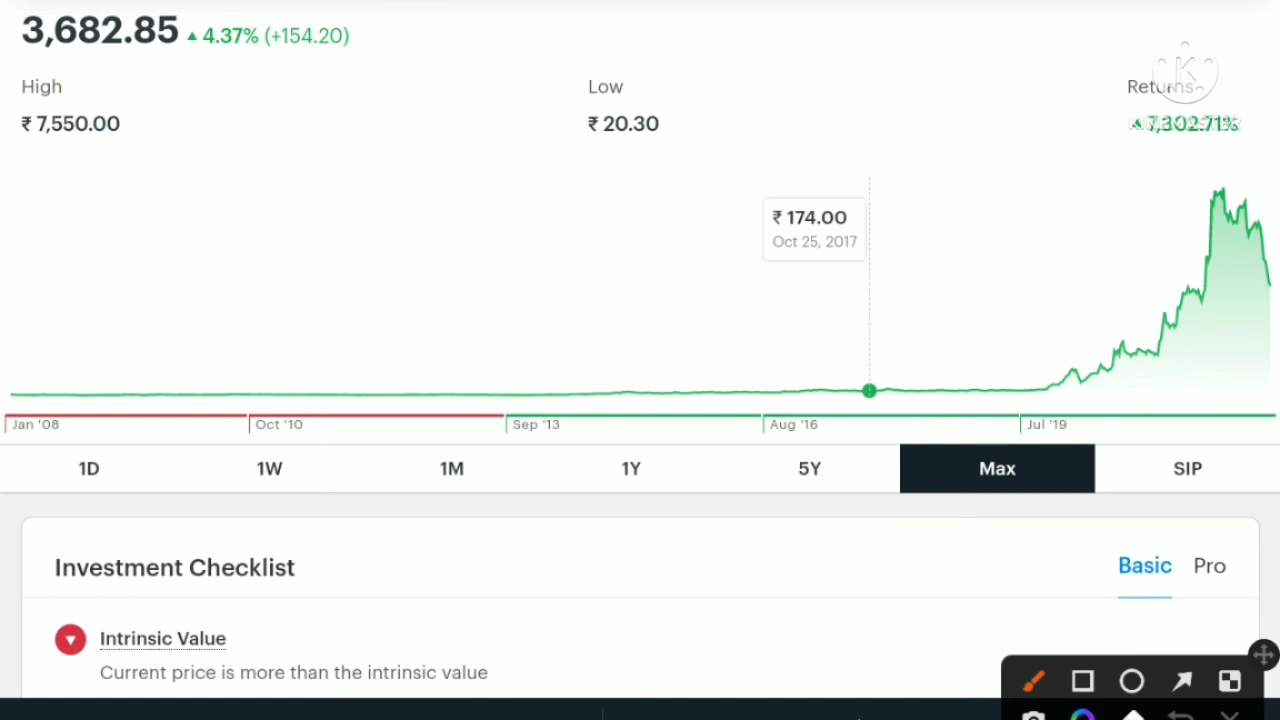 3,682.85 ▲ 4.37% (+154.20)
High Low Returns
₹ 7,550.00 ₹ 20.30 ▲ 7,302.71%
KINEMASTER
₹ 174.00
Oct 25, 2017
Jan '08 Oct '10 Sep '13 Aug '16 Jul '19
1D 1W 1M 1Y 5Y Max SIP
Investment Checklist Basic Pro
Intrinsic Value
Current price is more than the intrinsic value